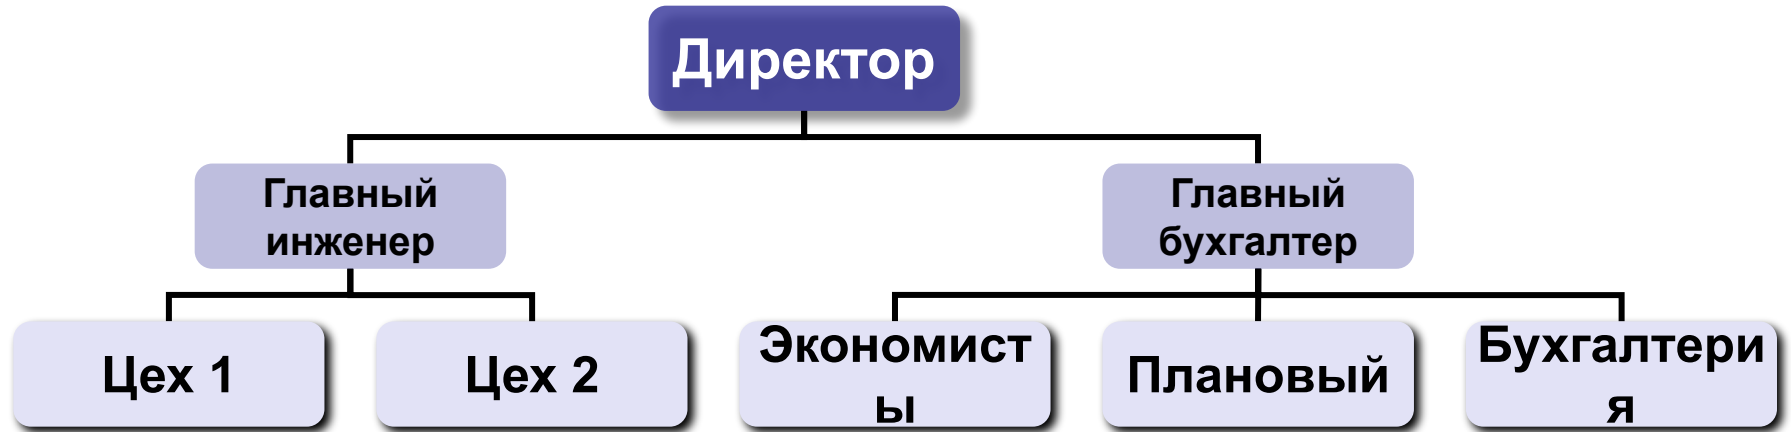 Директор
Главный
инженер
Главный
бухгалтер
Цех 1
Цех 2
Экономист
ы
Плановый
Бухгалтери
я